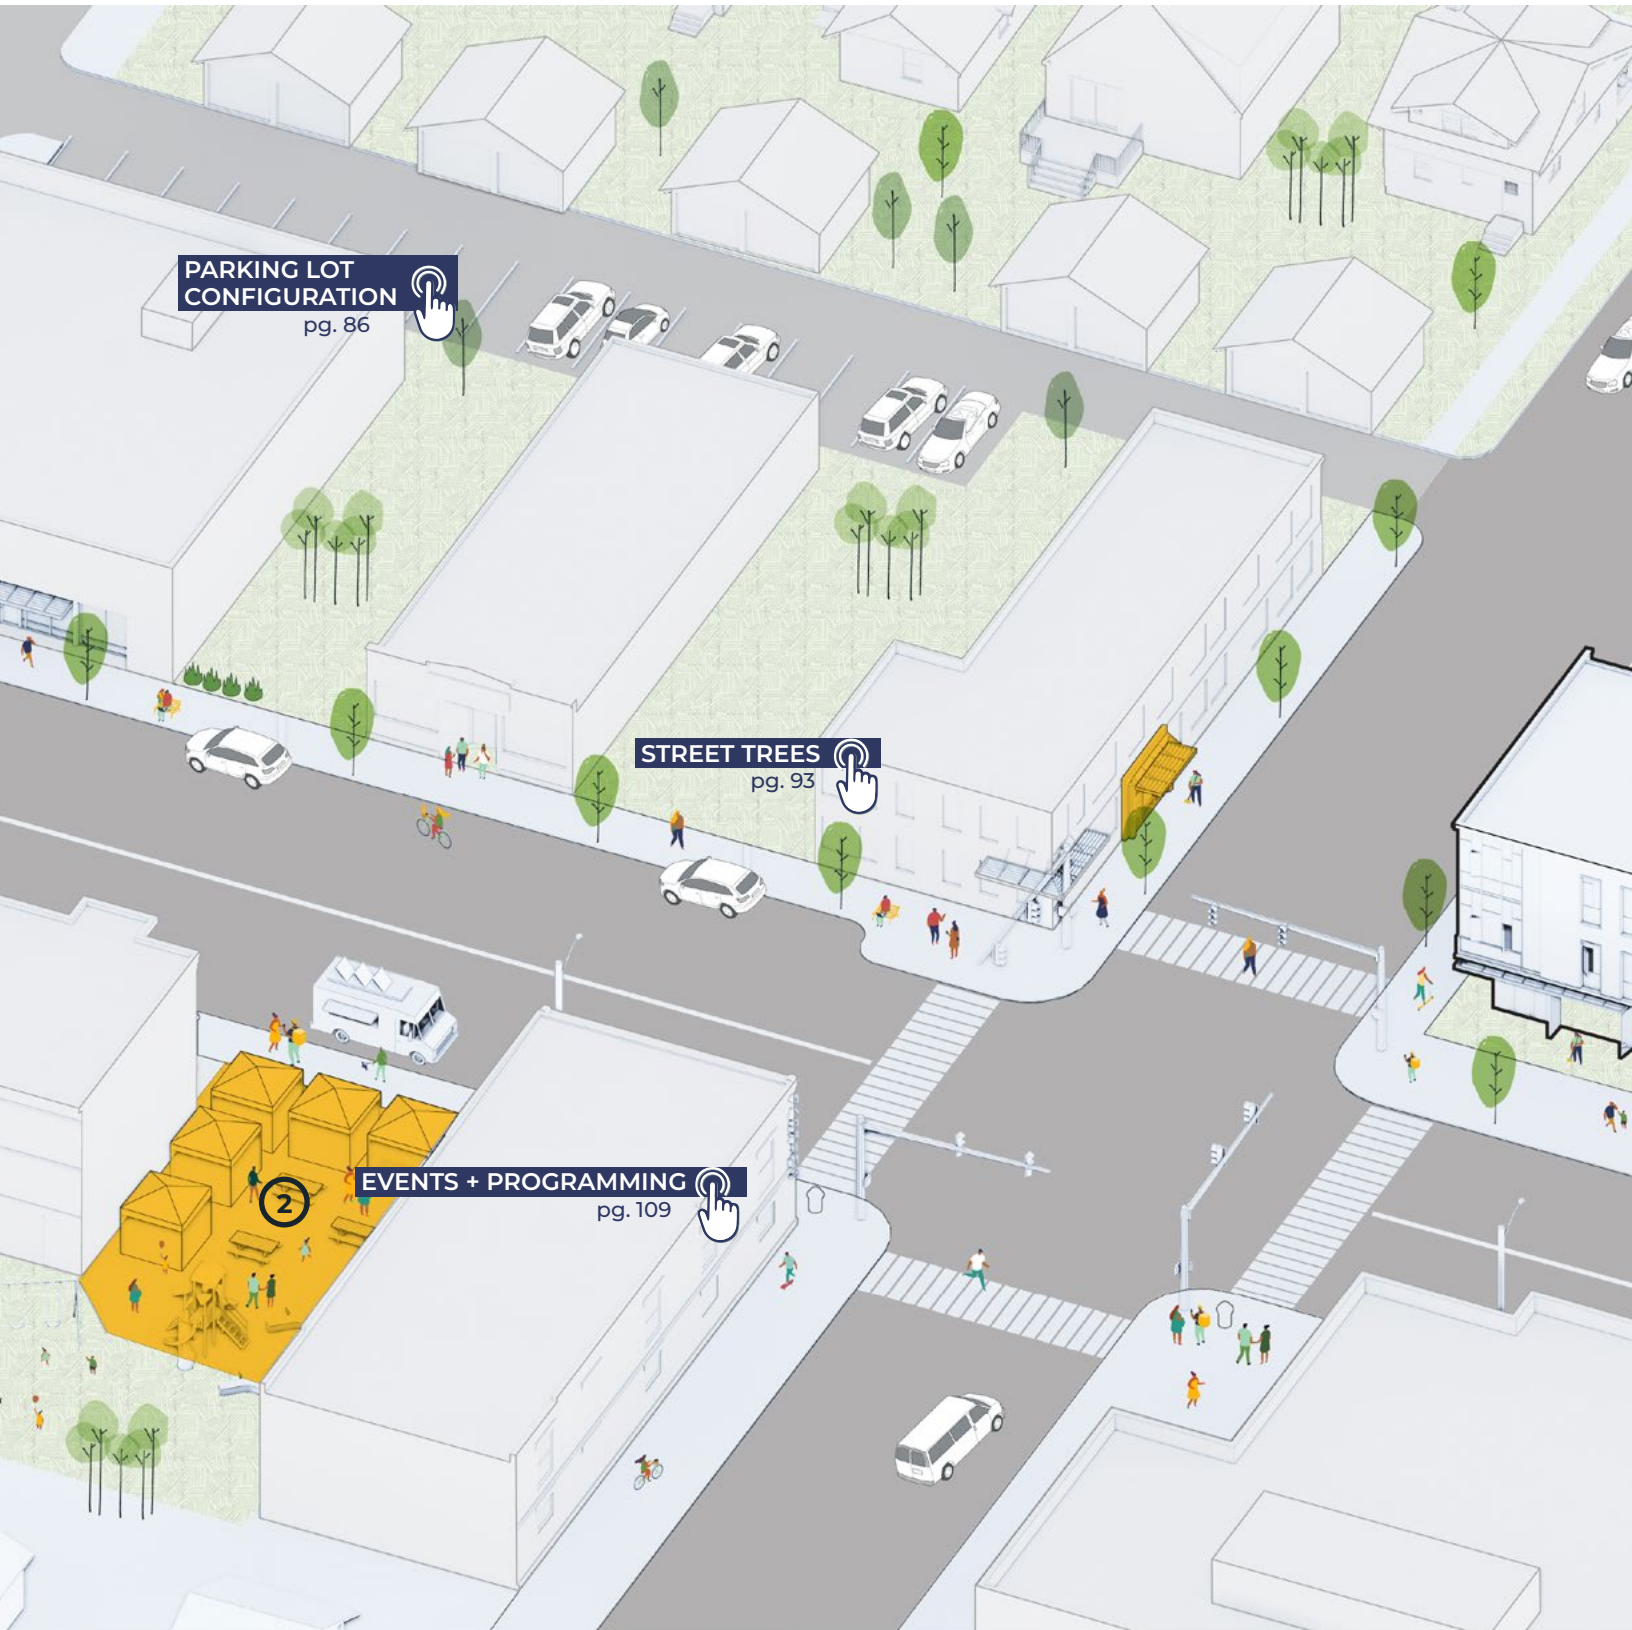 PARKING LOT
CONFIGURATION
pg. 86
STREET TREES
pg. 93
EVENTS + PROGRAMMING
pg. 109
2